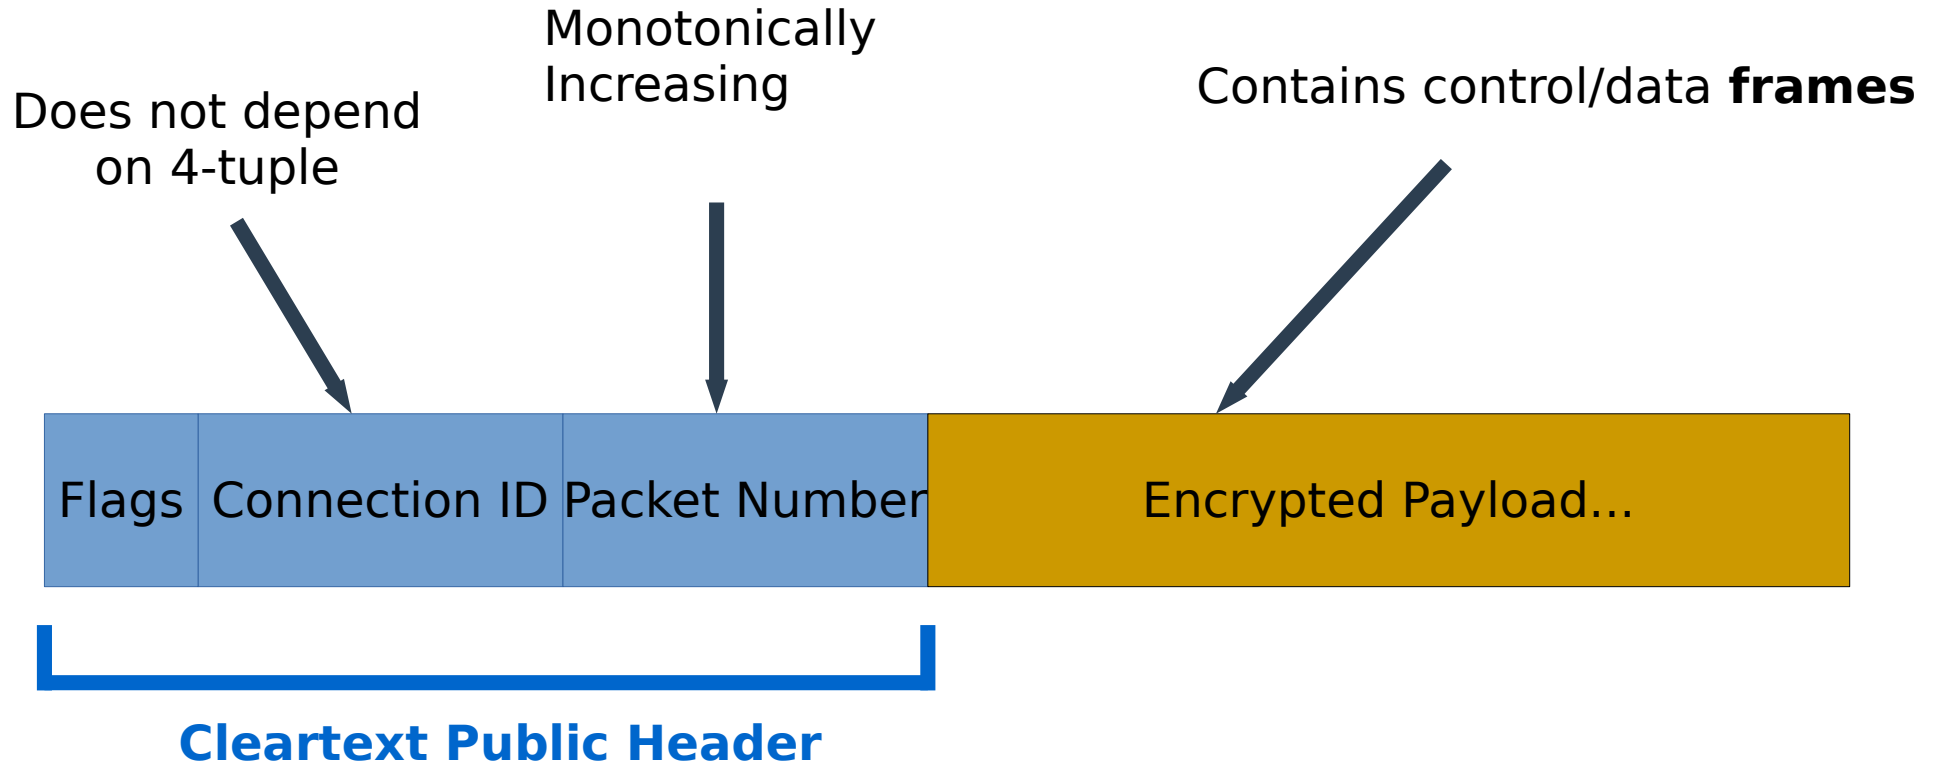 Monotonically
Increasing
Does not depend
on 4-tuple
Contains control/data frames
Flags
Connection ID
Packet Number
Encrypted Payload...
Cleartext Public Header